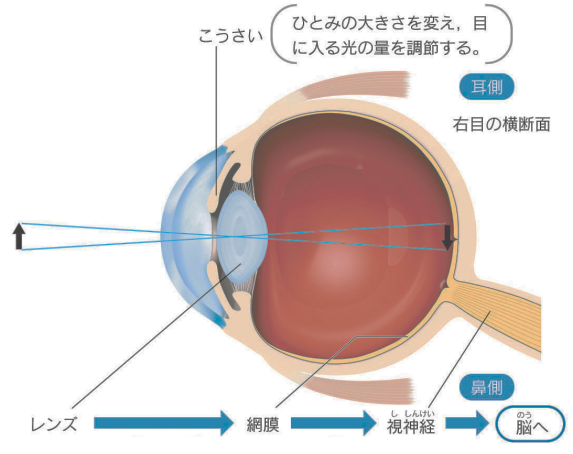 こうさい
ひとみの大きさを変え，目
に入る光の量を調節する。
耳側
右目の横断面
鼻側
レンズ
網膜
し しんけい
視神経
のう
脳へ